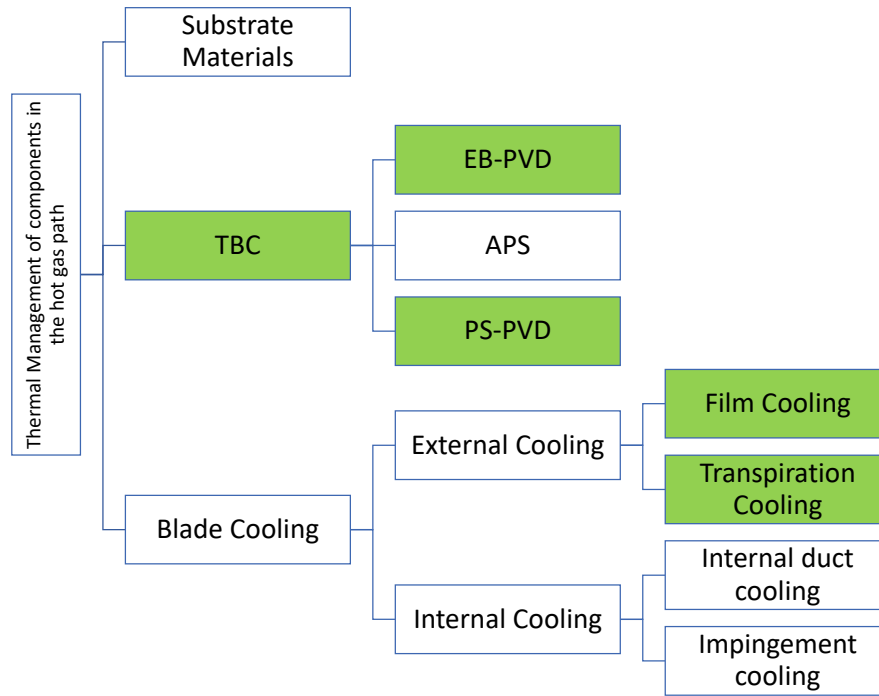 Thermal Management of components in
the hot gas path
Substrate
Materials
TBC
EB-PVD
APS
PS-PVD
Blade Cooling
External Cooling
Film Cooling
Transpiration
Cooling
Internal Cooling
Internal duct
cooling
Impingement
cooling